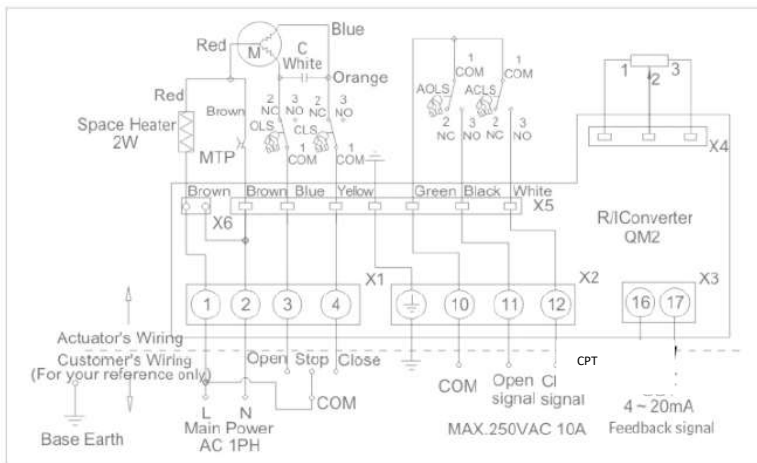 Blue
Red
M
C
White
Orange
1
COM
1
COM
1
2
3
Red
Brown
2
NC
3
NO
2
NC
3
NO
AOLS
ACLS
Space Heater
2W
OLS
CLS
2
NC
3
NO
2
NC
3
NO
X4
MTP
1
COM
1
COM
Brown
Brown
Blue
Yellow
Green
Black
White
X6
X5
R/IConverter
QM2
X1
X2
X3
1
2
3
4
10
11
12
16
17
Actuator's Wiring
Customer's Wiring
(For your reference only)
Open
Stop
Close
CPT
COM
Open
signal
Cl
signal
L
N
COM
Main Power
AC 1PH
MAX.250VAC 10A
4~20mA
Feedback signal
Base Earth